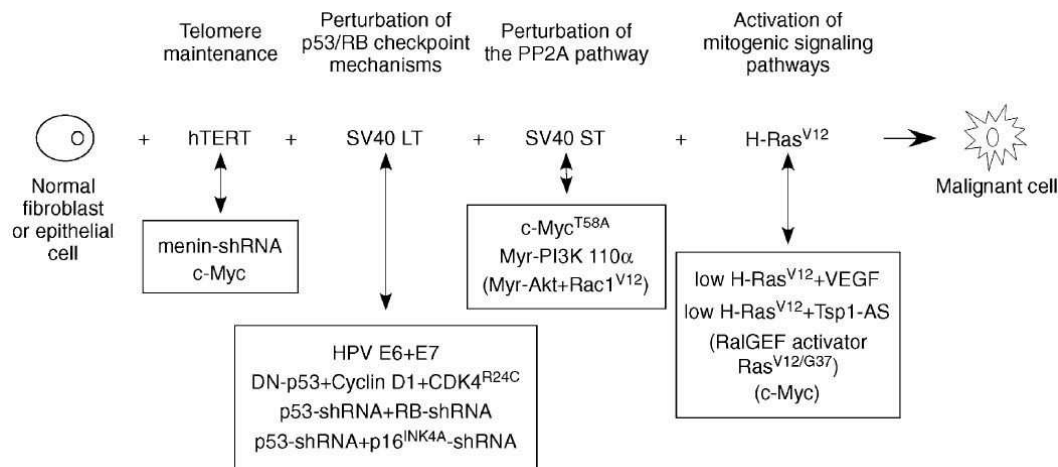 Telomere
maintenance
Perturbation of
p53/RB checkpoint
mechanisms
Perturbation of
the PP2A pathway
Activation of
mitogenic signaling
pathways
+ hTERT + SV40 LT + SV40 ST + H-Ras^V12
Normal
fibroblast
or epithelial
cell
Malignant cell
menin-shRNA
c-Myc
HPV E6+E7
DN-p53+Cyclin D1+CDK4^R24C
p53-shRNA+RB-shRNA
p53-shRNA+p16^INK4A-shRNA
c-Myc^T58A
Myr-PI3K 110α
(Myr-Akt+Rac1^V12)
low H-Ras^V12+VEGF
low H-Ras^V12+Tsp1-AS
(RalGEF activator
Ras^V12/G37)
(c-Myc)